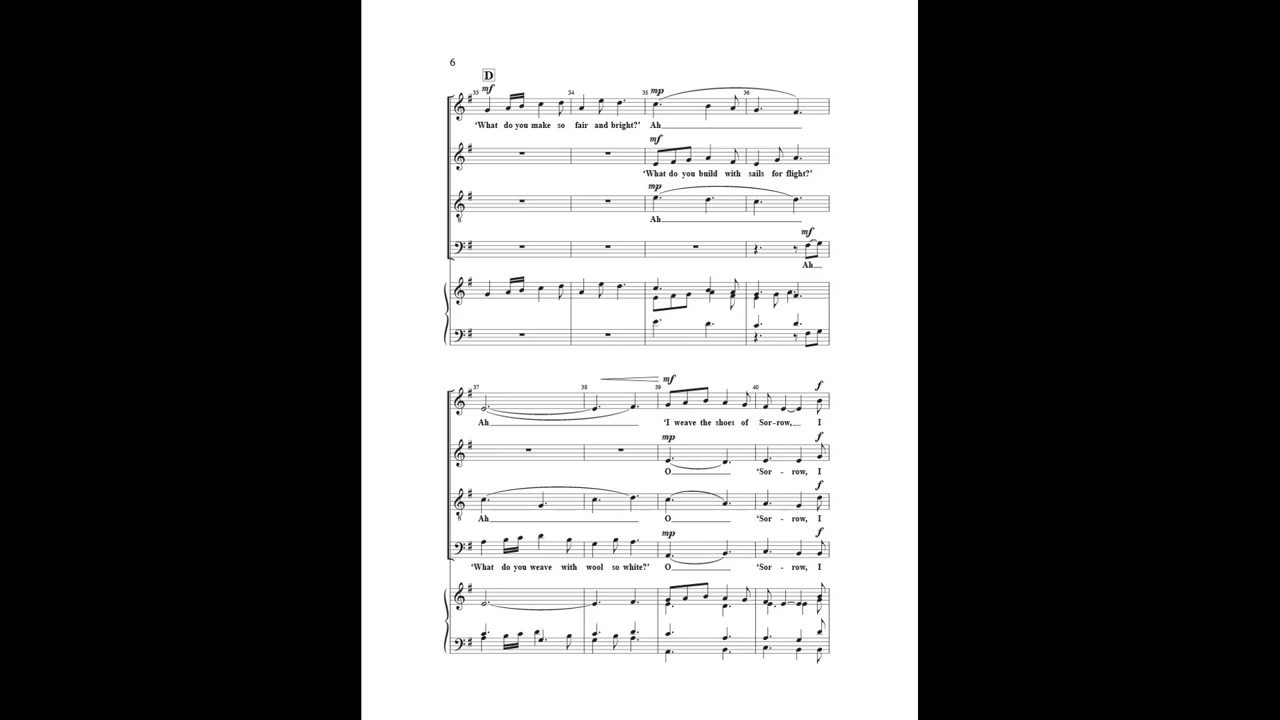 6
D
mf
33 34 35 mp 36
‘What do you make so fair and bright?’ Ah
mf
‘What do you build with sails for flight?’
mp
8
Ah
mf
Ah
37 38 39 mf 40 f
Ah ‘I weave the shoes of Sor-row, I
mp f
O ‘Sor - row, I
f
8
Ah O ‘Sor - row, I
mp f
‘What do you weave with wool so white?’ O ‘Sor - row, I